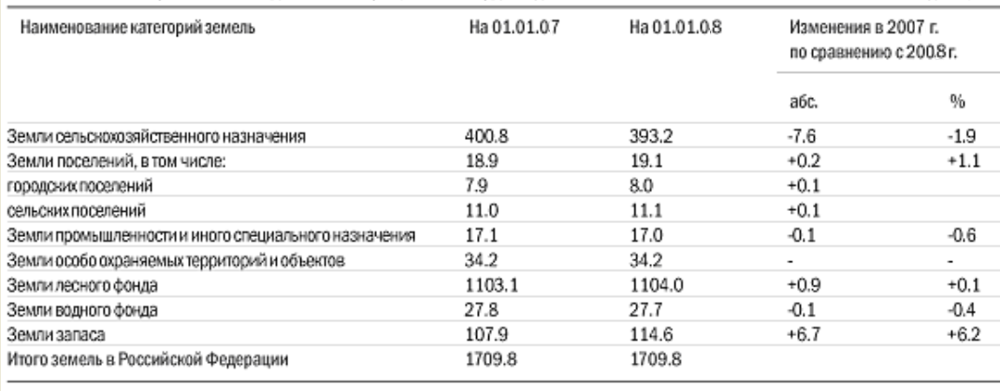 Наименование категорий земель На 01.01.07 На 01.01.0.8 Изменения в 2007 г.
по сравнению с 2008 г.
абс. %
Земли сельскохозяйственного назначения 400.8 393.2 -7.6 -1.9
Земли поселений, в том числе: 18.9 19.1 +0.2 +1.1
городских поселений 7.9 8.0 +0.1
сельских поселений 11.0 11.1 +0.1
Земли промышленности и иного специального назначения 17.1 17.0 -0.1 -0.6
Земли особо охраняемых территорий и объектов 34.2 34.2 - -
Земли лесного фонда 1103.1 1104.0 +0.9 +0.1
Земли водного фонда 27.8 27.7 -0.1 -0.4
Земли запаса 107.9 114.6 +6.7 +6.2
Итого земель в Российской Федерации 1709.8 1709.8